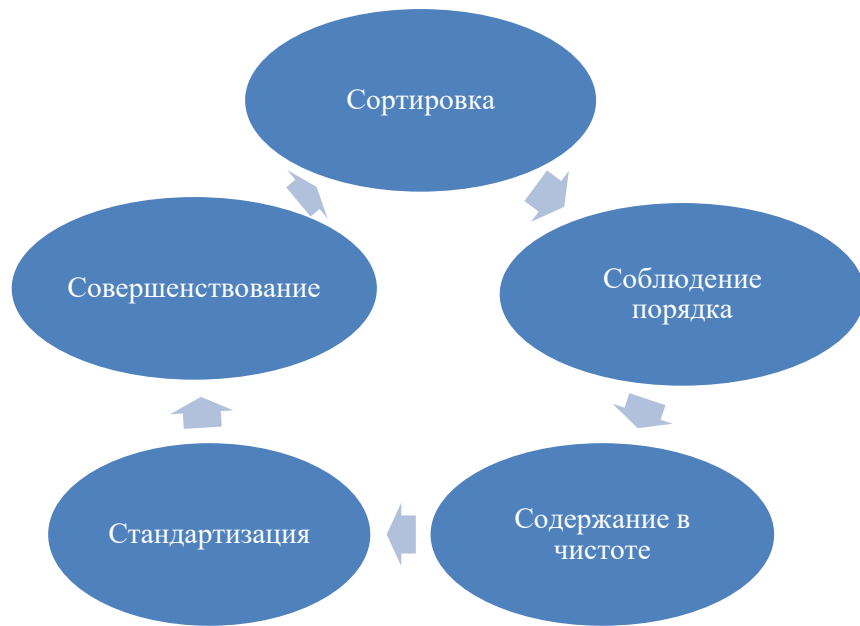 Сортировка
Соблюдение
порядка
Содержание в
чистоте
Стандартизация
Совершенствование